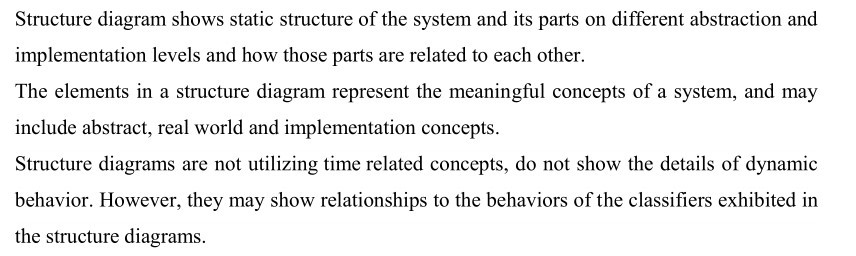 Structure diagram shows static structure of the system and its parts on different abstraction and
implementation levels and how those parts are related to each other.
The elements in a structure diagram represent the meaningful concepts of a system, and may
include abstract, real world and implementation concepts.
Structure diagrams are not utilizing time related concepts, do not show the details of dynamic
behavior. However, they may show relationships to the behaviors of the classifiers exhibited in
the structure diagrams.